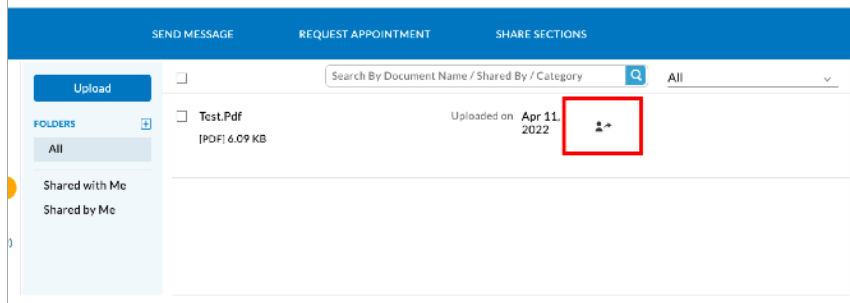 SEND MESSAGE REQUEST APPOINTMENT SHARE SECTIONS
Upload
Search By Document Name / Shared By / Category
All
FOLDERS
All
Shared with Me
Shared by Me
Test.Pdf
[PDF] 6.09 KB
Uploaded on Apr 11,
2022